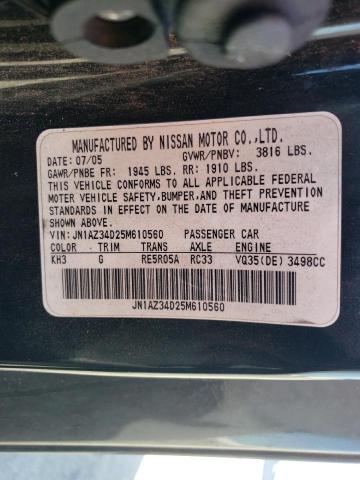 MANUFACTURED BY NISSAN MOTOR CO.,LTD.
DATE: 07/05 GVWR/PNBV: 3816 LBS.
GAWR/PNBE FR: 1945 LBS. RR: 1910 LBS.
THIS VEHICLE CONFORMS TO ALL APPLICABLE FEDERAL
MOTOR VEHICLE SAFETY,BUMPER,AND THEFT PREVENTION
STANDARDS IN EFFECT ON THE DATE OF MANUFACTURE
SHOWN ABOVE.
VIN:JN1AZ34D25M610560 PASSENGER CAR
COLOR TRIM TRANS AXLE ENGINE
KH3 G RE5R05A RC33 VQ35(DE) 3498CC
JN1AZ34D25M610560